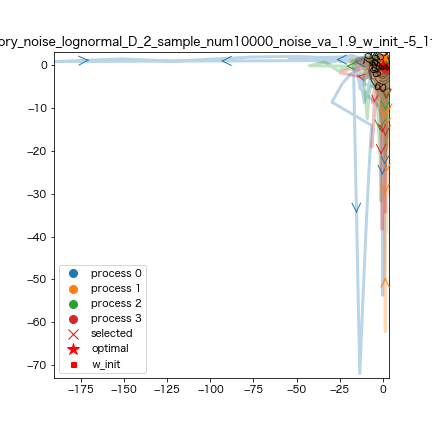 ory_noise_lognormal_D_2_sample_num10000_noise_va_1.9_w_init_-5_1
0
−10
−20
−30
−40
−50
−60
−70
process 0
process 1
process 2
process 3
selected
optimal
w_init
−175 −150 −125 −100 −75 −50 −25 0